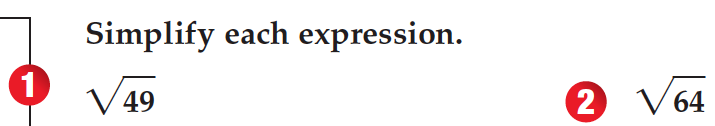 Simplify each expression.
1 √49 2 √64